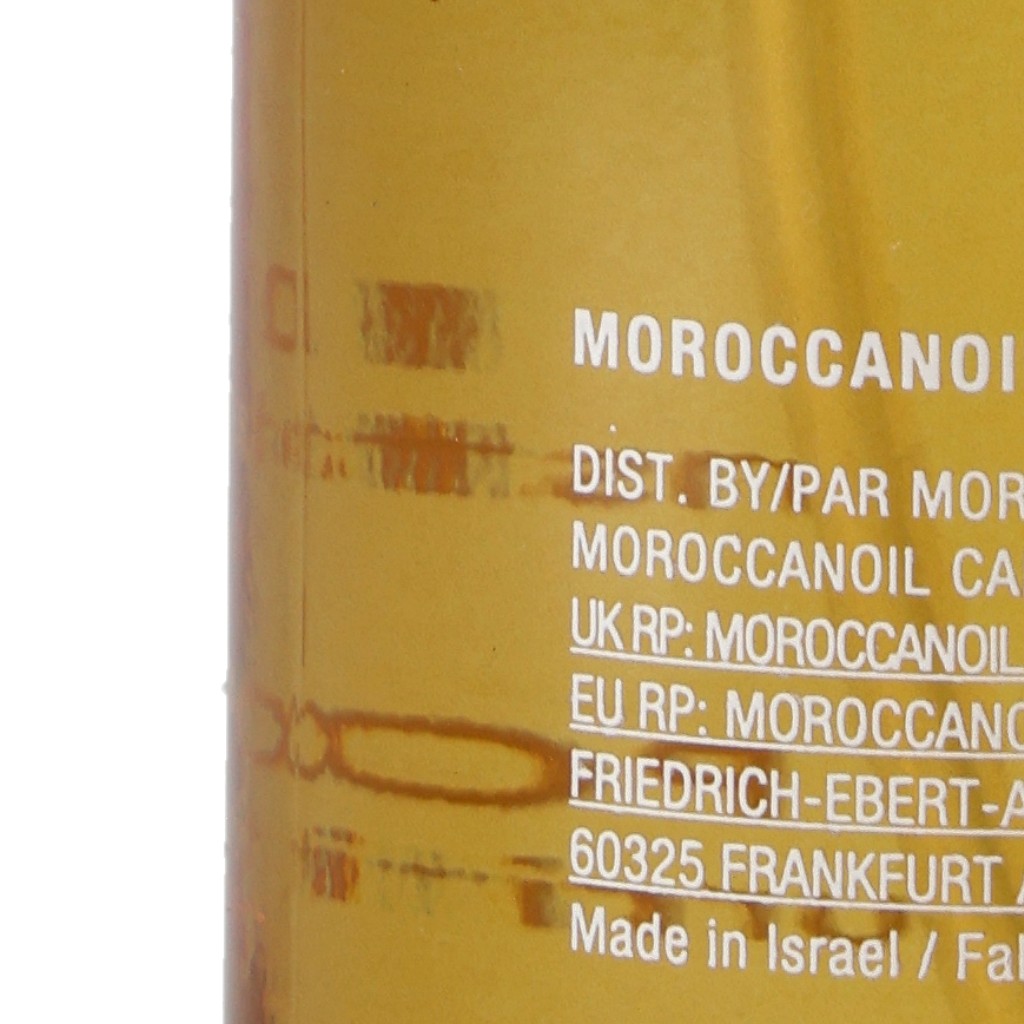 MOROCCANOI
DIST. BY/PAR MOR
MOROCCANOIL CA
UK RP: MOROCCANOIL
EU RP: MOROCCANO
FRIEDRICH-EBERT-A
60325 FRANKFURT
Made in Israel / Fal